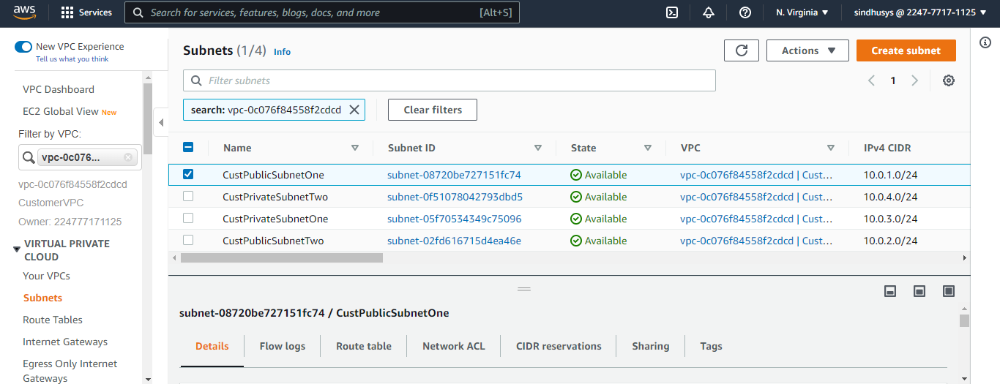 aws
Services
Search for services, features, blogs, docs, and more
[Alt+S]
N. Virginia
sindhusys @ 2247-7717-1125
New VPC Experience
Tell us what you think
VPC Dashboard
EC2 Global View New
Filter by VPC:
vpc-0c076...
vpc-0c076f84558f2cdcd
CustomerVPC
Owner: 224777171125
VIRTUAL PRIVATE
CLOUD
Your VPCs
Subnets
Route Tables
Internet Gateways
Egress Only Internet
Gateways
Subnets (1/4) Info
Actions
Create subnet
Filter subnets
1
search: vpc-0c076f84558f2cdcd
Clear filters
Name Subnet ID State VPC IPv4 CIDR
CustPublicSubnetOne subnet-08720be727151fc74 Available vpc-0c076f84558f2cdcd | Cust... 10.0.1.0/24
CustPrivateSubnetTwo subnet-0f51078042793dbd5 Available vpc-0c076f84558f2cdcd | Cust... 10.0.4.0/24
CustPrivateSubnetOne subnet-05f70534349c75096 Available vpc-0c076f84558f2cdcd | Cust... 10.0.3.0/24
CustPublicSubnetTwo subnet-02fd616715d4ea46e Available vpc-0c076f84558f2cdcd | Cust... 10.0.2.0/24
subnet-08720be727151fc74 / CustPublicSubnetOne
Details Flow logs Route table Network ACL CIDR reservations Sharing Tags